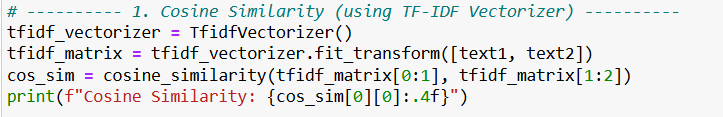 # ---------- 1. Cosine Similarity (using TF-IDF Vectorizer) ----------
tfidf_vectorizer = TfidfVectorizer()
tfidf_matrix = tfidf_vectorizer.fit_transform([text1, text2])
cos_sim = cosine_similarity(tfidf_matrix[0:1], tfidf_matrix[1:2])
print(f"Cosine Similarity: {cos_sim[0][0]:.4f}")